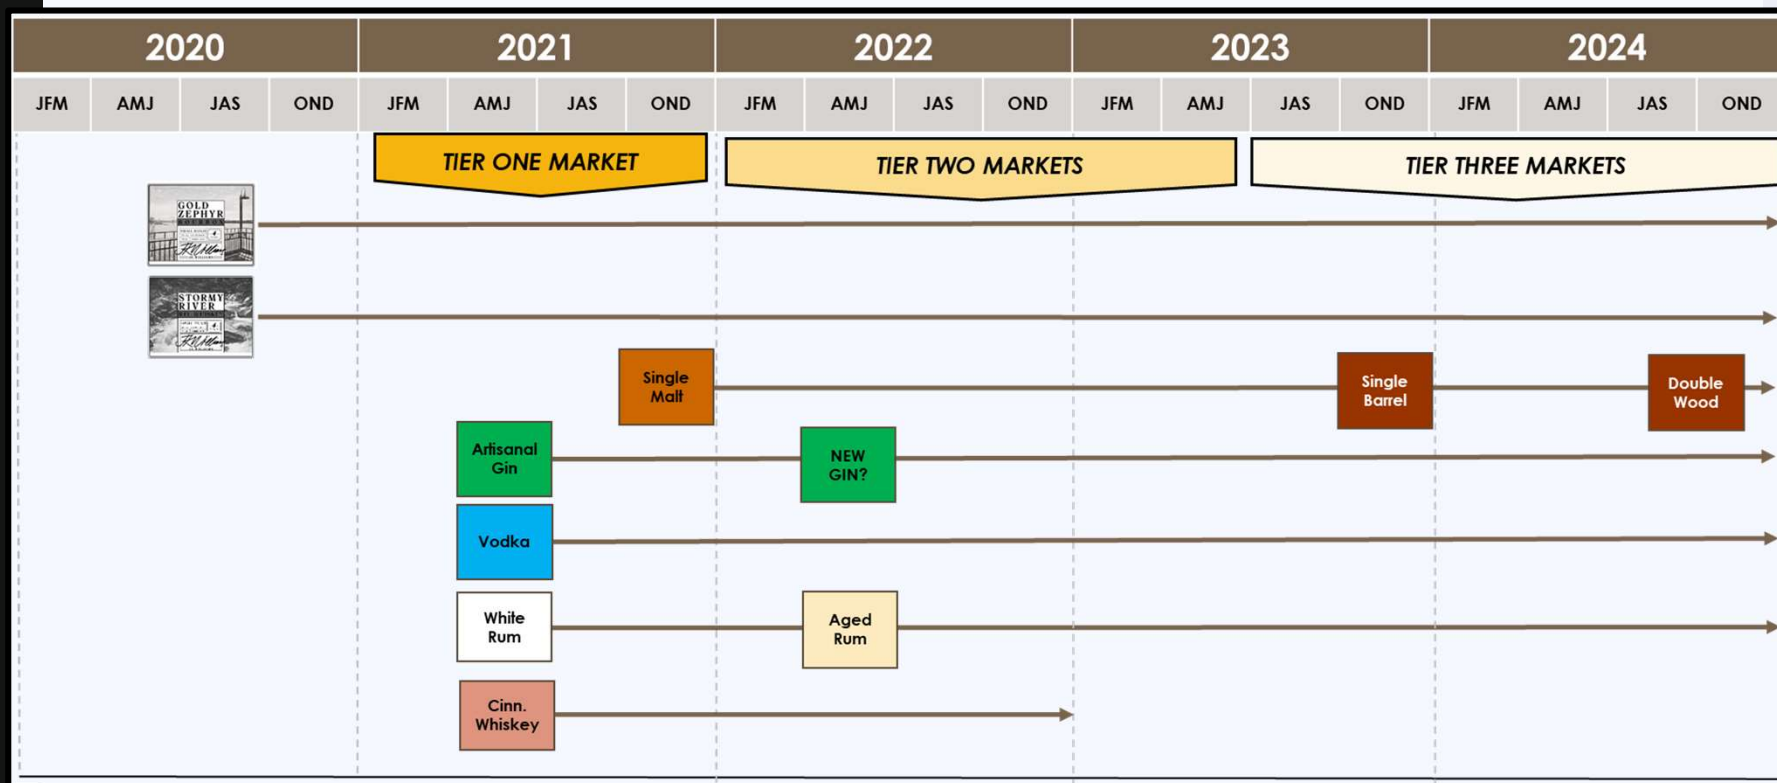 2020 2021 2022 2023 2024
JFM AMJ JAS OND JFM AMJ JAS OND JFM AMJ JAS OND JFM AMJ JAS OND JFM AMJ JAS OND
TIER ONE MARKET
TIER TWO MARKETS
TIER THREE MARKETS
GOLD
ZEPHYR
BOURBON
STORMY
RIVER
Single
Malt
Single
Barrel
Double
Wood
Artisanal
Gin
NEW
GIN?
Vodka
White
Rum
Aged
Rum
Cinn.
Whiskey